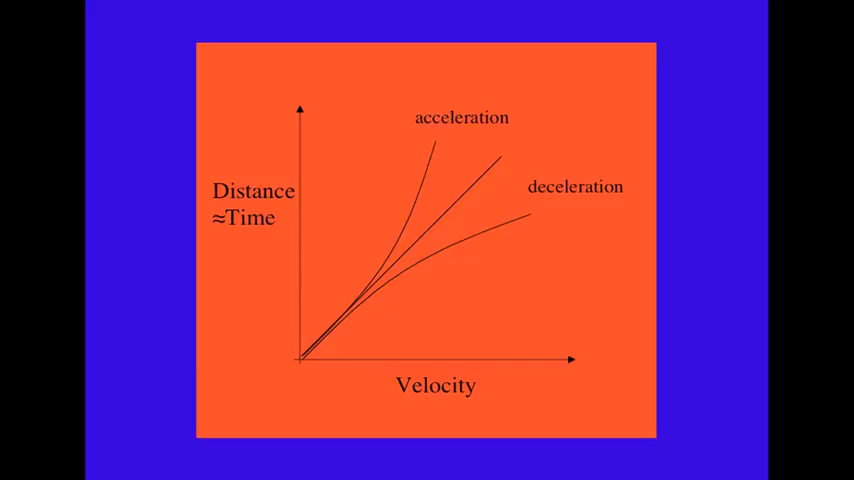 acceleration
deceleration
Distance
≈Time
Velocity